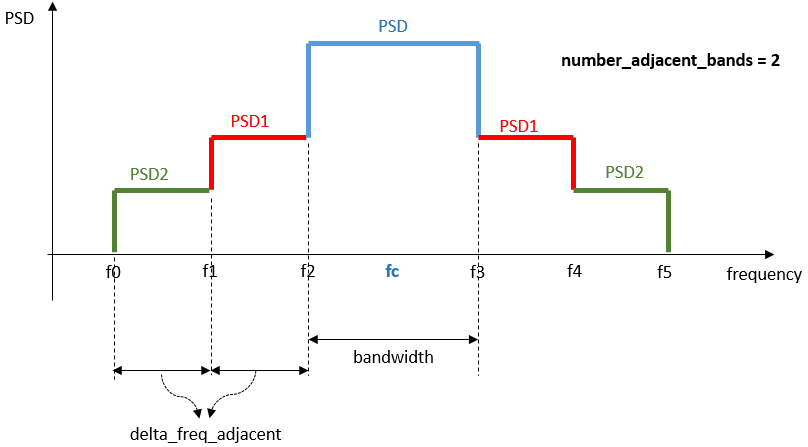 PSD
PSD
number_adjacent_bands = 2
PSD1
PSD1
PSD2
PSD2
f0
f1
f2
fc
f3
f4
f5
frequency
bandwidth
delta_freq_adjacent